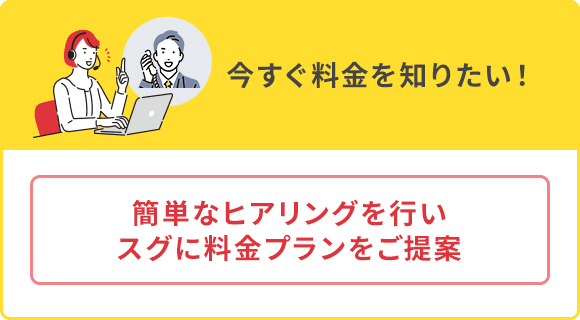 今すぐ料金を知りたい！
簡単なヒアリングを行い
スグに料金プランをご提案